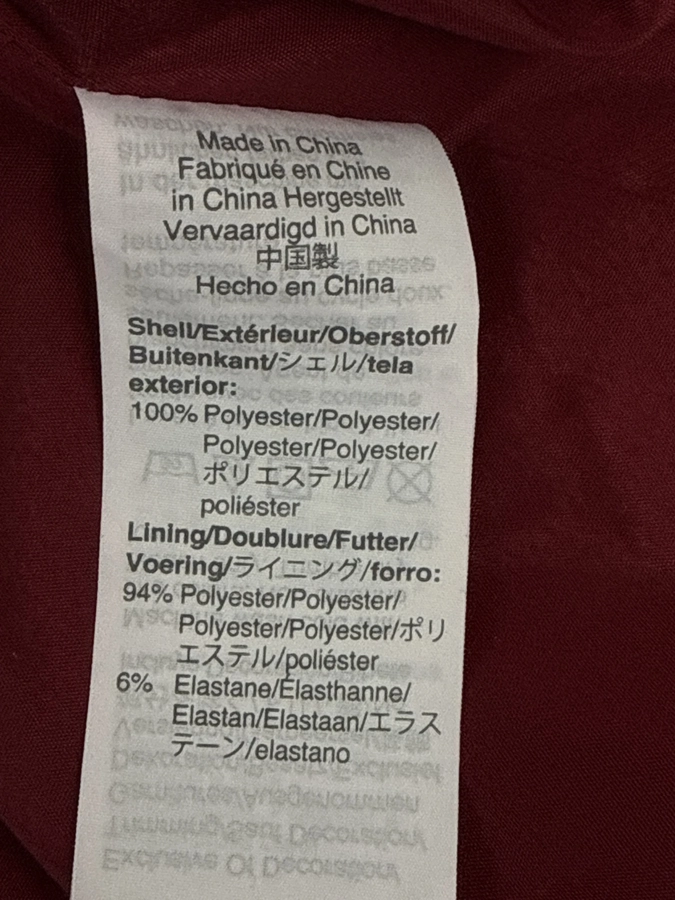 Made in China
Fabriqué en Chine
in China Hergestellt
Vervaardigd in China
中国製
Hecho en China
Shell/Extérieur/Oberstoff/
Buitenkant/シェル/tela
exterior:
100% Polyester/Polyester/
Polyester/Polyester/
ポリエステル/
poliéster
Lining/Doublure/Futter/
Voering/ライニング/forro:
94% Polyester/Polyester/
Polyester/Polyester/ポリ
エステル/poliéster
6% Elastane/Élasthanne/
Elastan/Elastaan/エラス
テーン/elastano